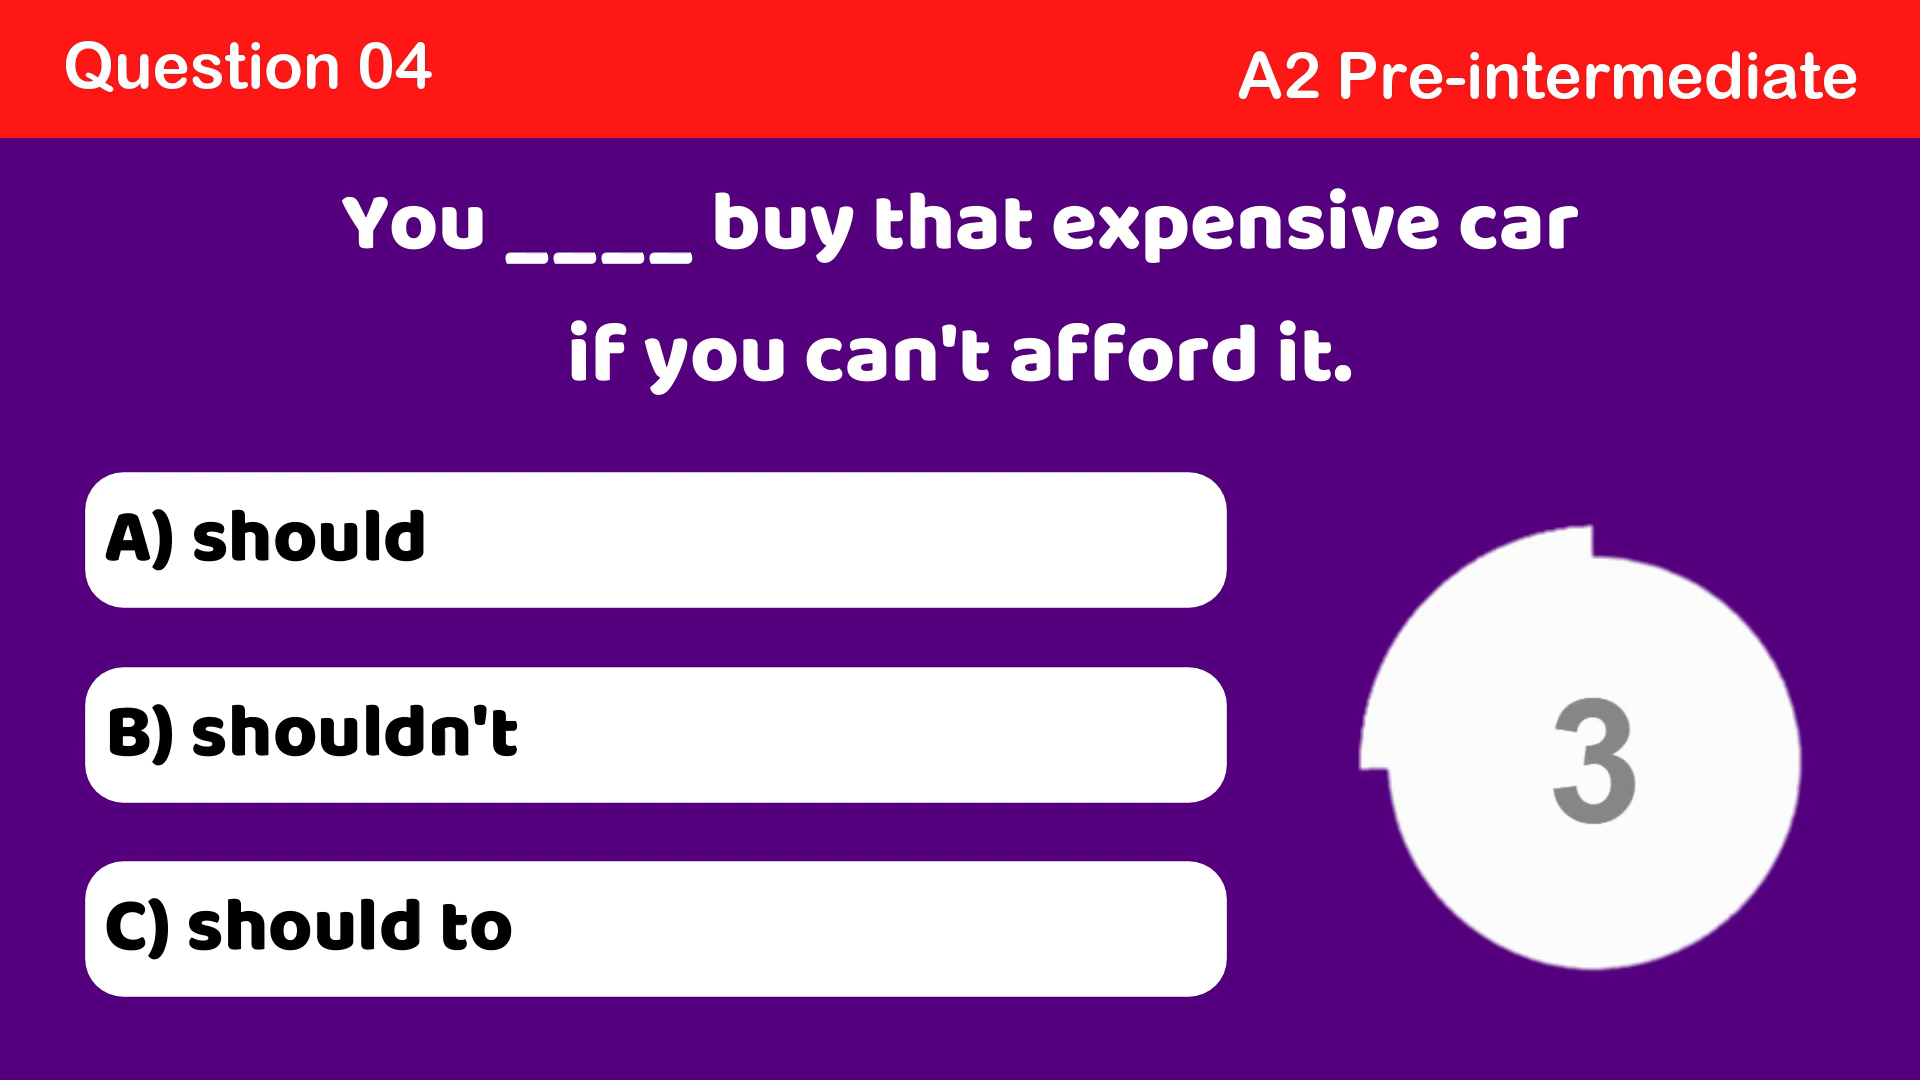 Question 04
A2 Pre-intermediate
You ____ buy that expensive car
if you can't afford it.
A) should
B) shouldn't
C) should to
3